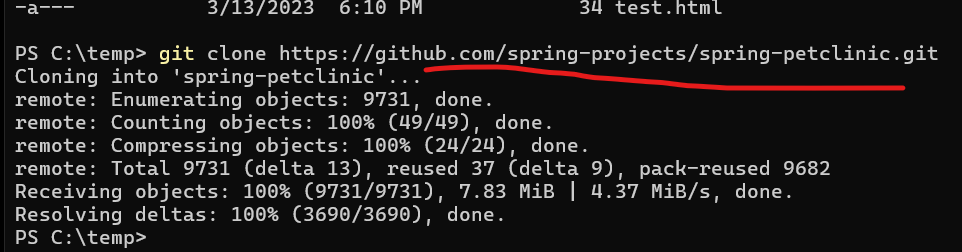 -a---          3/13/2023  6:10 PM             34 test.html
PS C:\temp> git clone https://github.com/spring-projects/spring-petclinic.git
Cloning into 'spring-petclinic'...
remote: Enumerating objects: 9731, done.
remote: Counting objects: 100% (49/49), done.
remote: Compressing objects: 100% (24/24), done.
remote: Total 9731 (delta 13), reused 37 (delta 9), pack-reused 9682
Receiving objects: 100% (9731/9731), 7.83 MiB | 4.37 MiB/s, done.
Resolving deltas: 100% (3690/3690), done.
PS C:\temp>